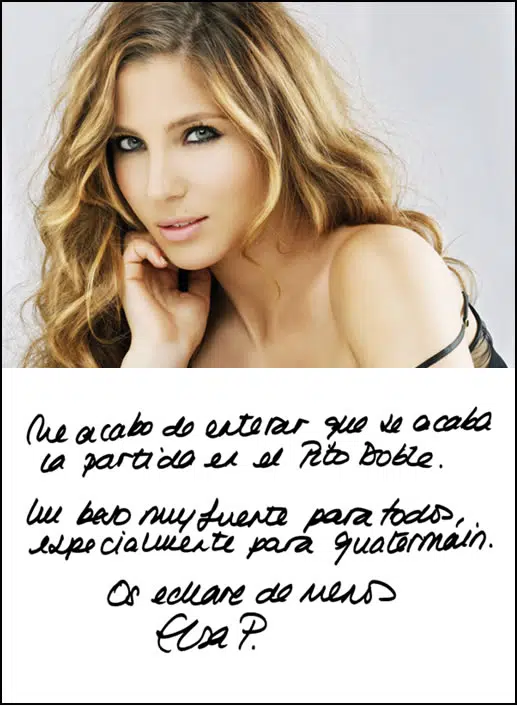 Me acabo de enterar que se acaba
la partida en el Pito Doble.
Un beso muy fuerte para todos,
especialmente para quatermain.
Os echare de menos
Elsa P.